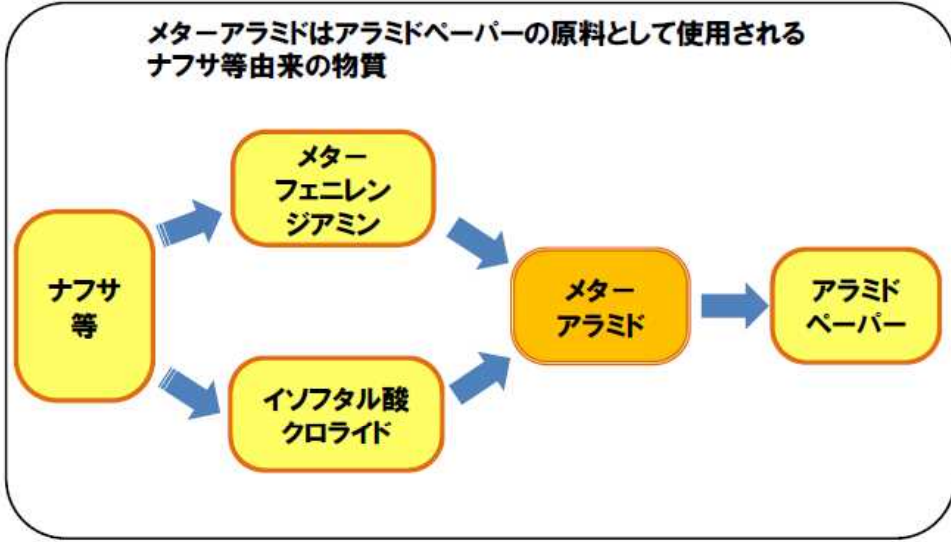 メターアラミドはアラミドペーパーの原料として使用される
ナフサ等由来の物質
メター
フェニレン
ジアミン
ナフサ
等
メター
アラミド
アラミド
ペーパー
イソフタル酸
クロライド